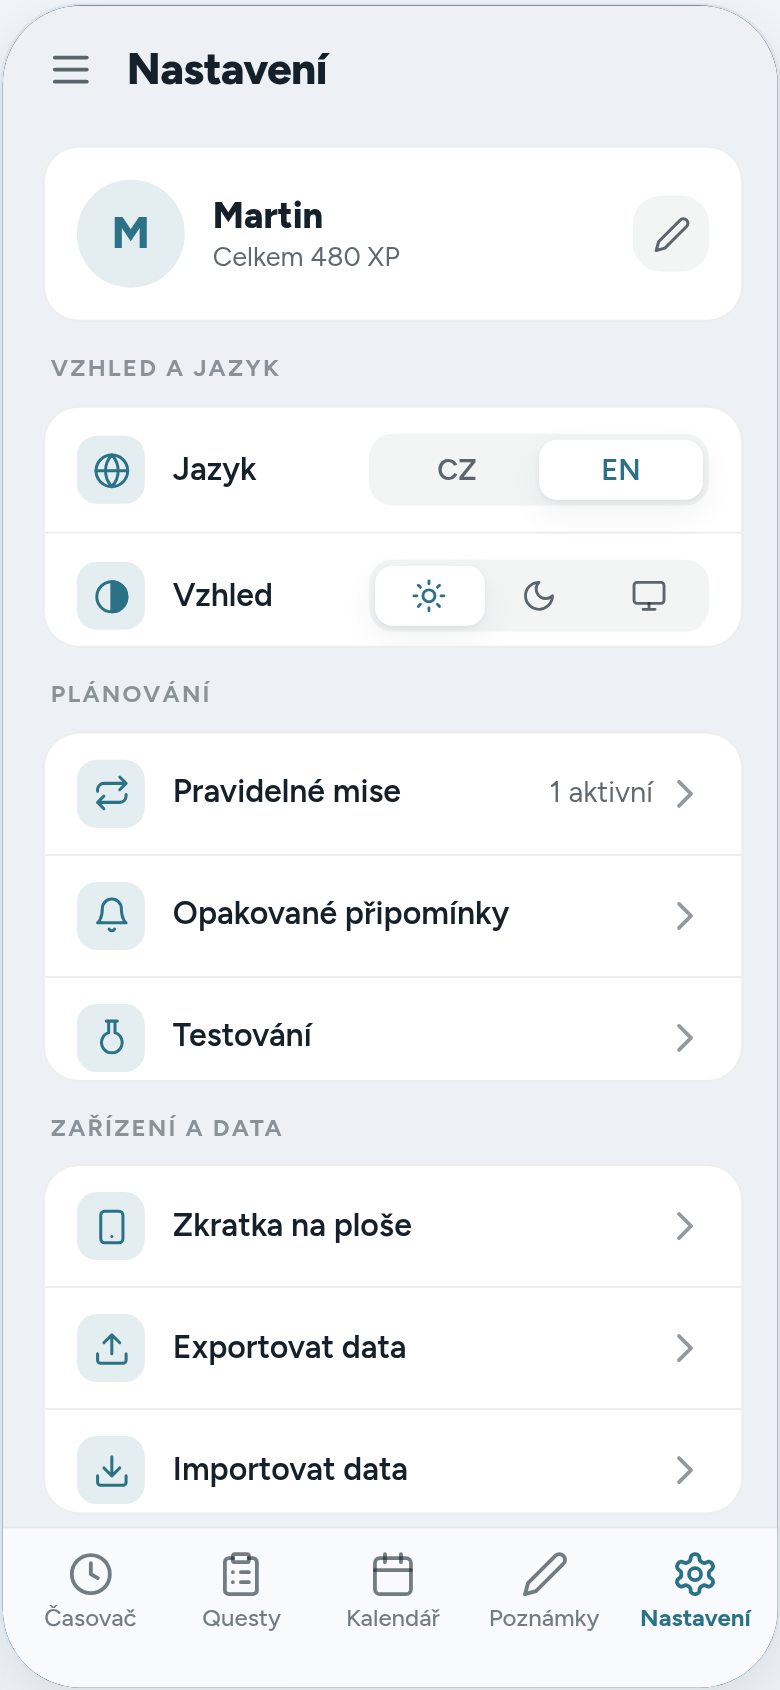 Nastavení
M
Martin
Celkem 480 XP
VZHLED A JAZYK
Jazyk
CZ
EN
Vzhled
PLÁNOVÁNÍ
Pravidelné mise
1 aktivní
Opakované připomínky
Testování
ZAŘÍZENÍ A DATA
Zkratka na ploše
Exportovat data
Importovat data
Časovač
Questy
Kalendář
Poznámky
Nastavení